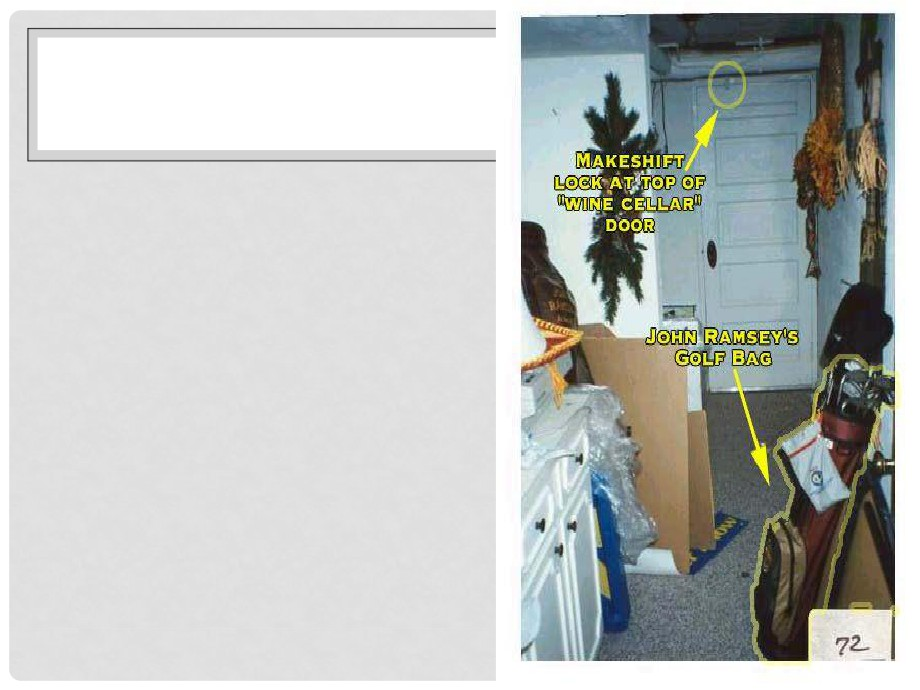 MAKESHIFT
LOCK AT TOP OF
"WINE CELLAR"
DOOR
JOHN RAMSEY'S
GOLF BAG
72